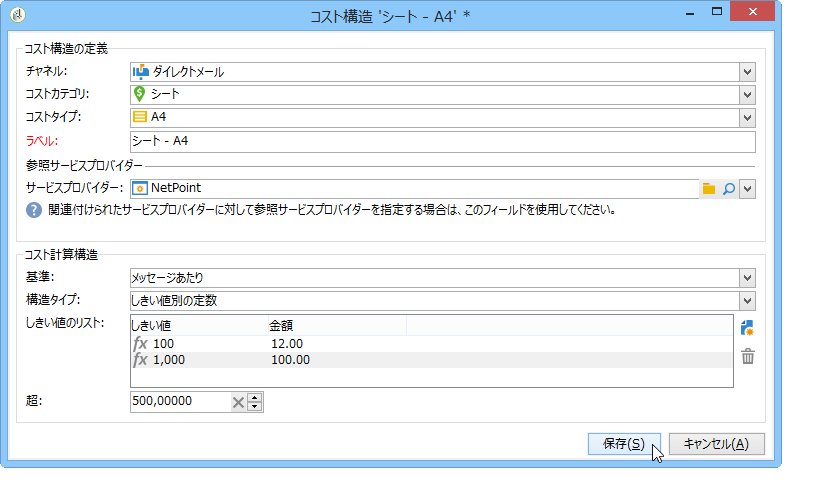 コスト構造 'シート - A4' *
コスト構造の定義
チャネル: ダイレクトメール
コストカテゴリ: シート
コストタイプ: A4
ラベル: シート - A4
参照サービスプロバイダー
サービスプロバイダー: NetPoint
関連付けられたサービスプロバイダーに対して参照サービスプロバイダーを指定する場合は、このフィールドを使用してください。
コスト計算構造
基準: メッセージあたり
構造タイプ: しきい値別の定数
しきい値のリスト: しきい値 金額
fx 100 12.00
fx 1,000 100.00
超: 500,00000
保存(S) キャンセル(A)